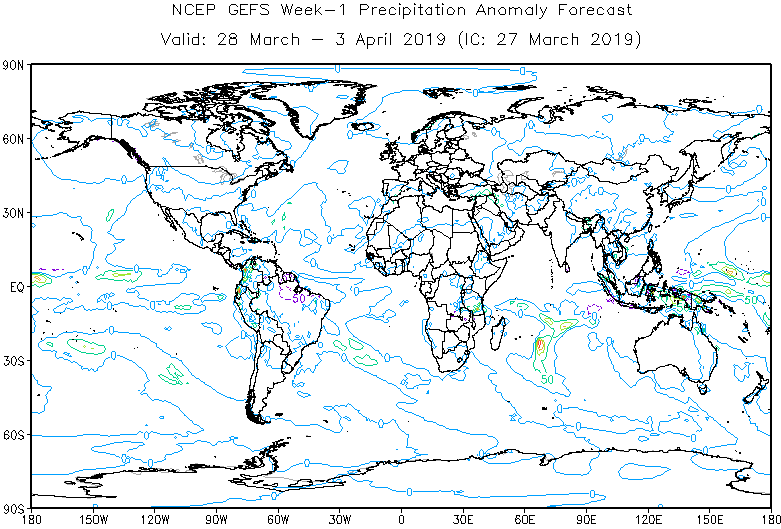 NCEP GEFS Week-1 Precipitation Anomaly Forecast
Valid: 28 March - 3 April 2019 (IC: 27 March 2019)
90N
60N
30N
EQ
30S
60S
90S
50
50
50
180 150W 120W 90W 60W 30W 0 30E 60E 90E 120E 150E 180